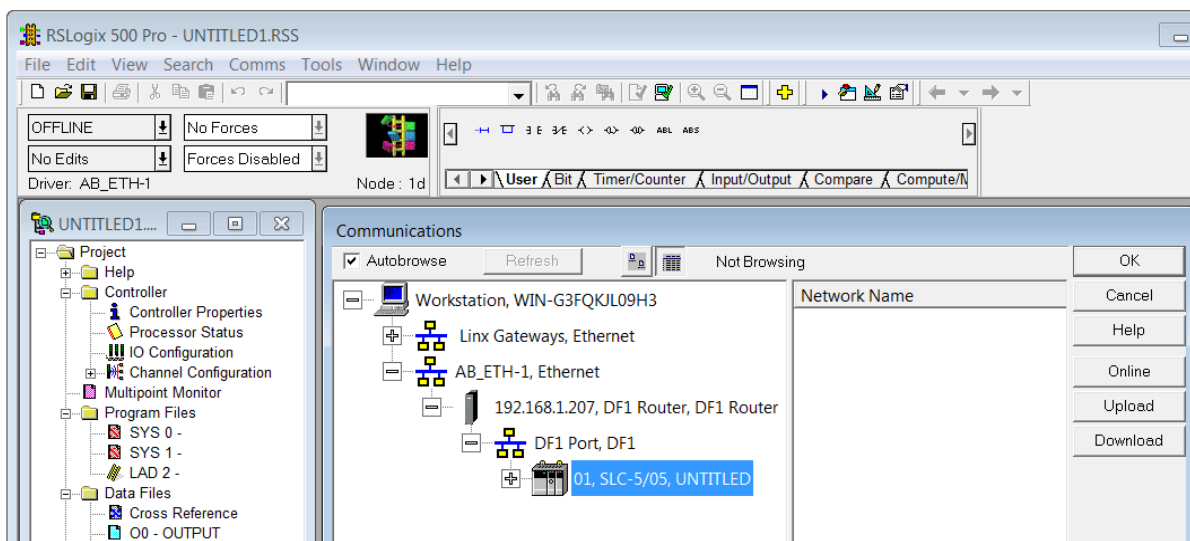 RSLogix 500 Pro - UNTITLED1.RSS
File Edit View Search Comms Tools Window Help
OFFLINE
No Forces
No Edits
Forces Disabled
Driver: AB_ETH-1
Node : 1d
ABL ABS
User Bit Timer/Counter Input/Output Compare Compute/M
UNTITLED1....
Project
Help
Controller
Controller Properties
Processor Status
IO Configuration
Channel Configuration
Multipoint Monitor
Program Files
SYS 0 -
SYS 1 -
LAD 2 -
Data Files
Cross Reference
O0 - OUTPUT
Communications
Autobrowse
Refresh
Not Browsing
Workstation, WIN-G3FQKJL09H3
Linx Gateways, Ethernet
AB_ETH-1, Ethernet
192.168.1.207, DF1 Router, DF1 Router
DF1 Port, DF1
01, SLC-5/05, UNTITLED
Network Name
OK
Cancel
Help
Online
Upload
Download